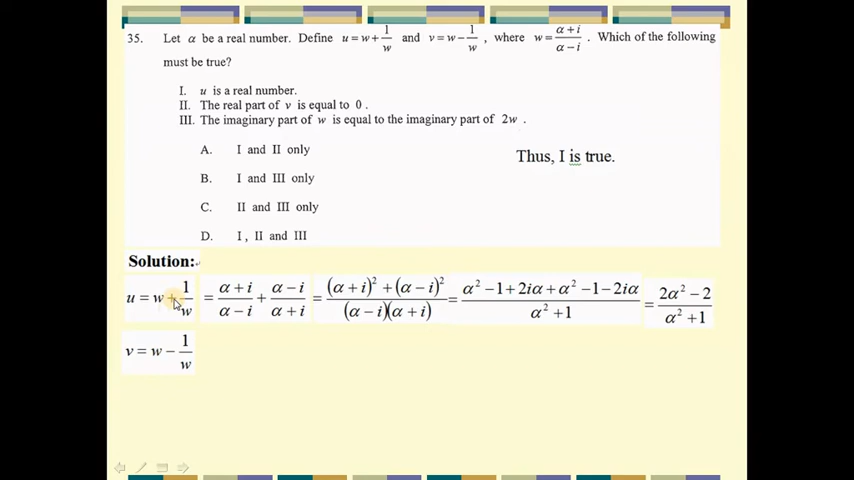 35. Let α be a real number. Define u = w + 1/w and v = w − 1/w , where w = (α + i)/(α − i) . Which of the following
must be true?
I. u is a real number.
II. The real part of v is equal to 0 .
III. The imaginary part of w is equal to the imaginary part of 2w .
A. I and II only
Thus, I is true.
B. I and III only
C. II and III only
D. I , II and III
Solution:
u = w + 1/w = (α + i)/(α − i) + (α − i)/(α + i) = ((α + i)² + (α − i)²)/((α − i)(α + i)) = (α² − 1 + 2iα + α² − 1 − 2iα)/(α² + 1) = (2α² − 2)/(α² + 1)
v = w − 1/w